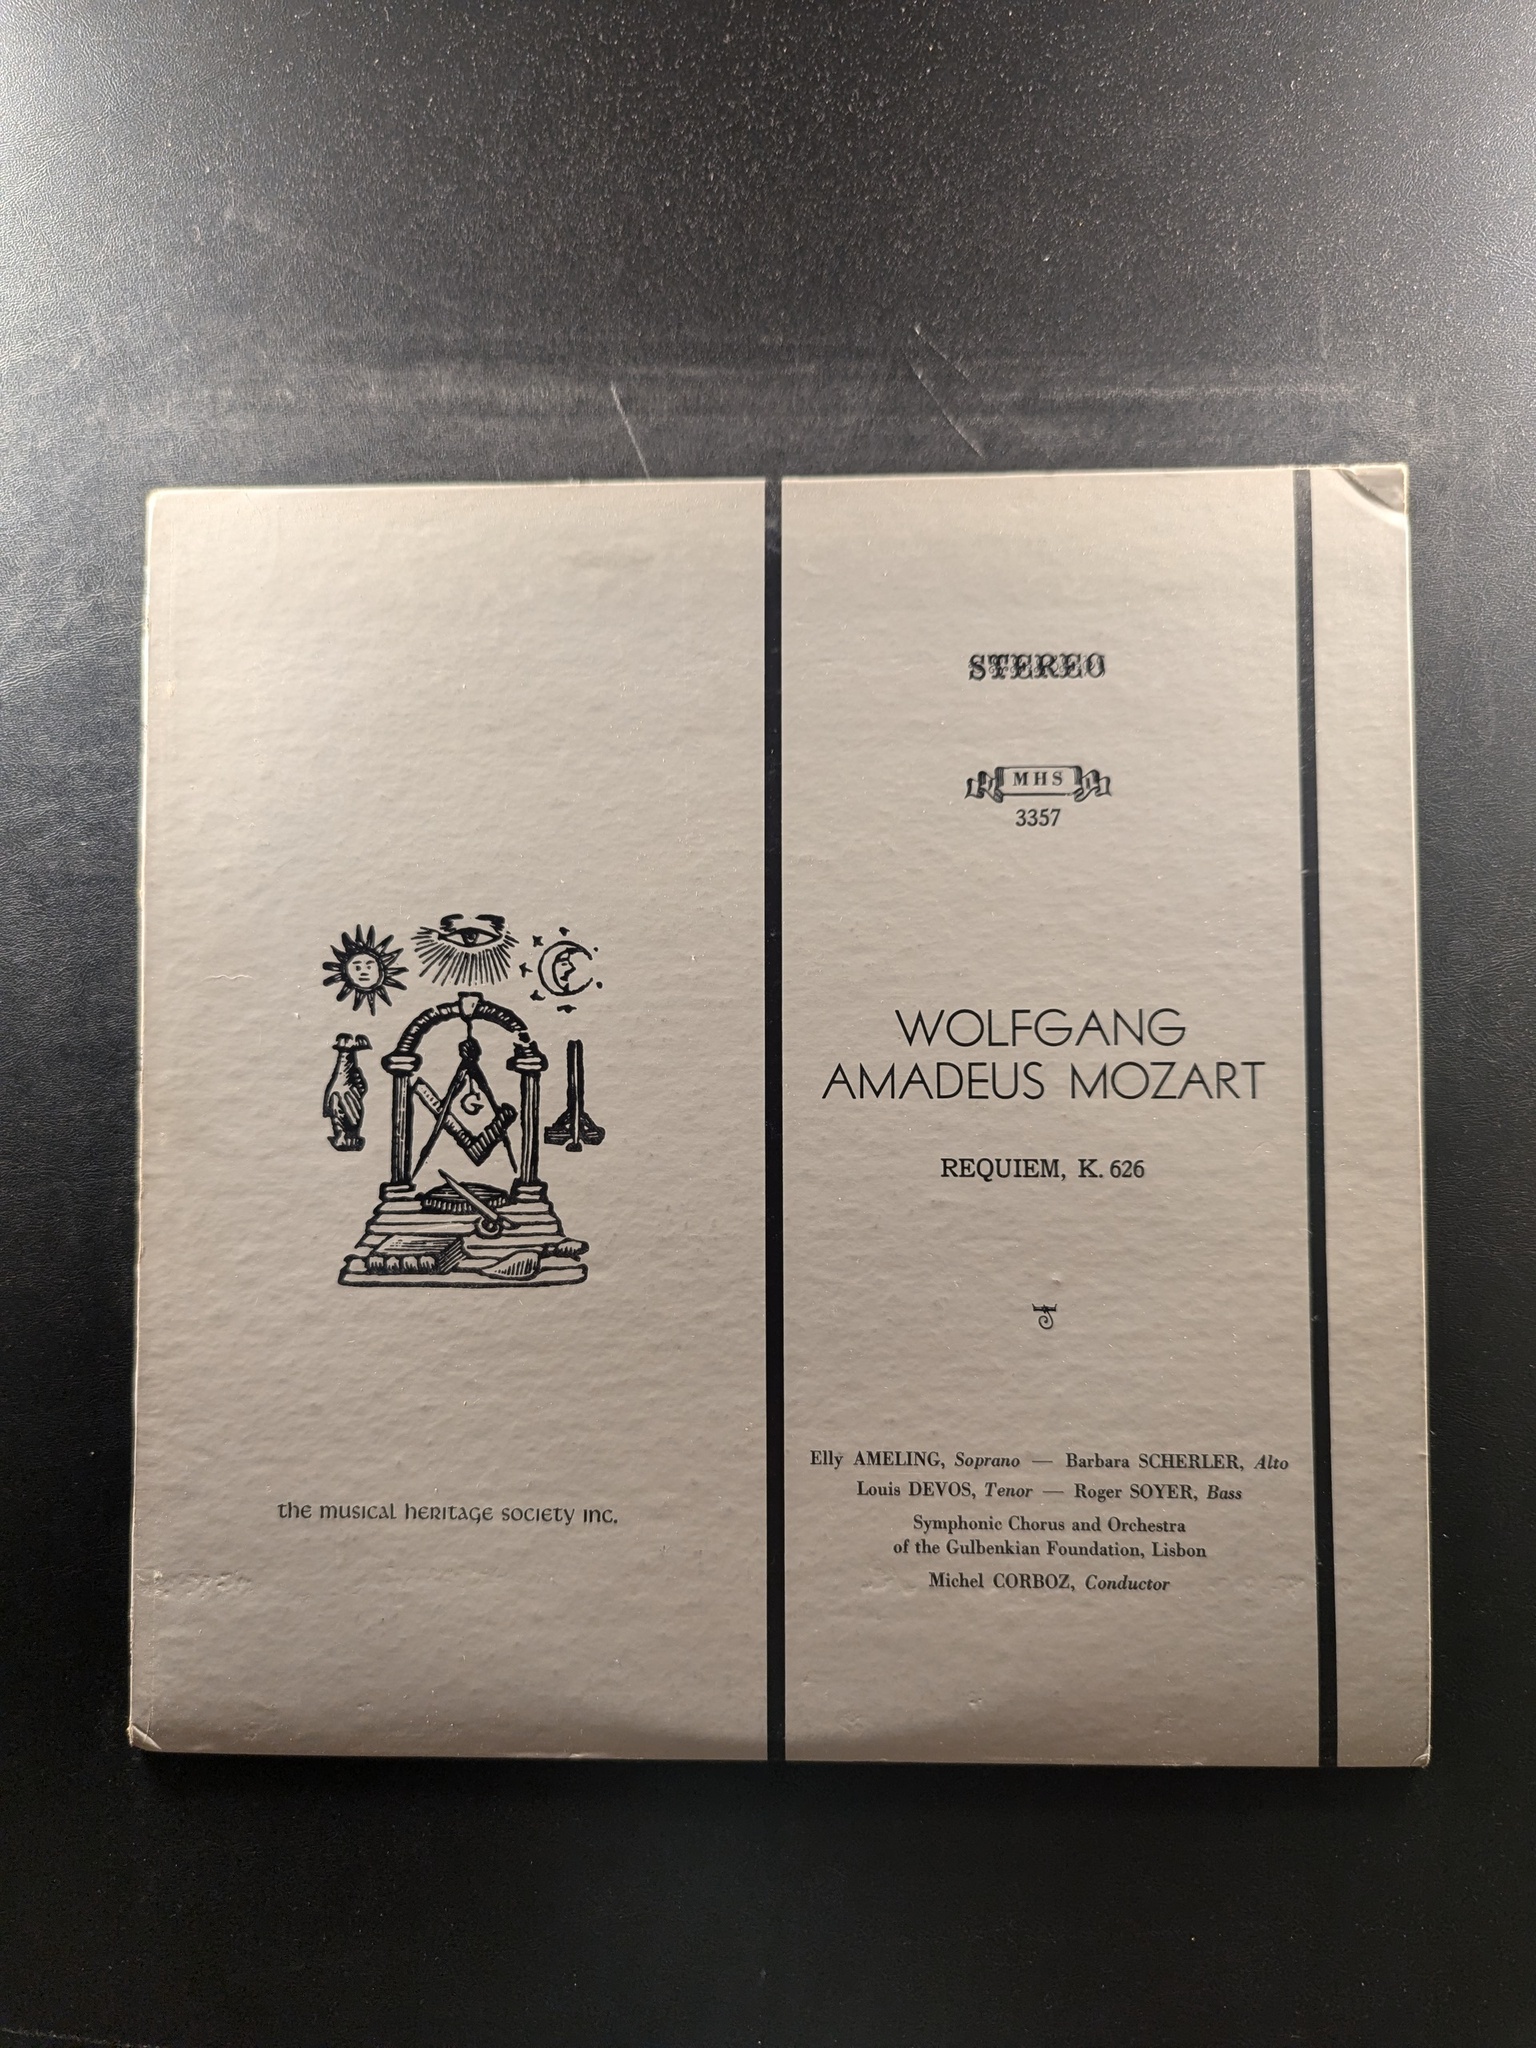 STEREO
MHS
3357
G
WOLFGANG
AMADEUS MOZART
REQUIEM, K. 626
Elly AMELING, Soprano — Barbara SCHERLER, Alto
Louis DEVOS, Tenor — Roger SOYER, Bass
Symphonic Chorus and Orchestra
of the Gulbenkian Foundation, Lisbon
Michel CORBOZ, Conductor
the musical heritage society inc.